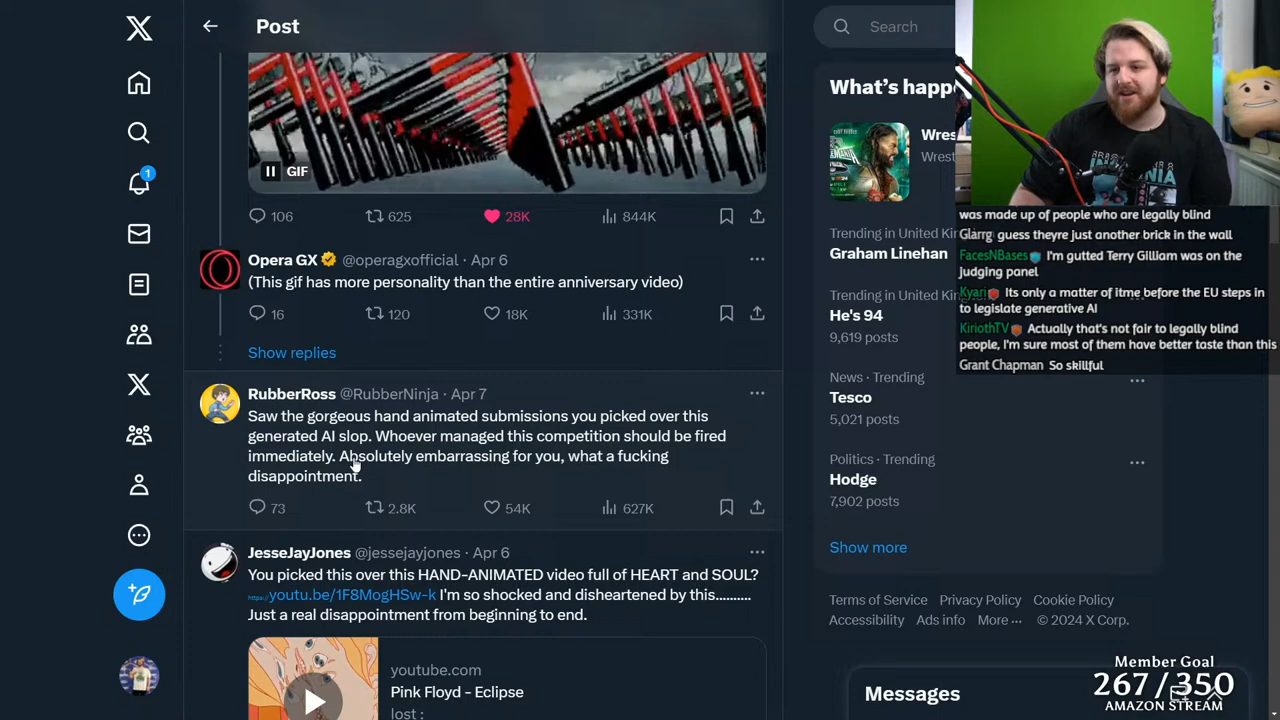 Post
GIF
106 625 28K 844K
Opera GX @operagxofficial · Apr 6
(This gif has more personality than the entire anniversary video)
16 120 18K 331K
Show replies
RubberRoss @RubberNinja · Apr 7
Saw the gorgeous hand animated submissions you picked over this
generated AI slop. Whoever managed this competition should be fired
immediately. Absolutely embarrassing for you, what a fucking
disappointment.
73 2.8K 54K 627K
JesseJayJones @jessejayjones · Apr 6
You picked this over this HAND-ANIMATED video full of HEART and SOUL?
https://youtu.be/1F8MogHSw-k I'm so shocked and disheartened by this..........
Just a real disappointment from beginning to end.
youtube.com
Pink Floyd - Eclipse
lost :
1
Search
What's happ
Wres
Wrest
Trending in United King
Graham Linehan
Trending in United King
He's 94
9,619 posts
News · Trending
Tesco
5,021 posts
Politics · Trending
Hodge
7,902 posts
Show more
Terms of Service Privacy Policy Cookie Policy
Accessibility Ads info More ··· © 2024 X Corp.
Messages
was made up of people who are legally blind
Glarrg guess theyre just another brick in the wall
FacesNBases I'm gutted Terry Gilliam was on the
judging panel
Kyari Its only a matter of itme before the EU steps in
to legislate generative AI
KiriothTV Actually that's not fair to legally blind
people, I'm sure most of them have better taste than this
Grant Chapman So skillful
Member Goal
267/350
AMAZON STREAM